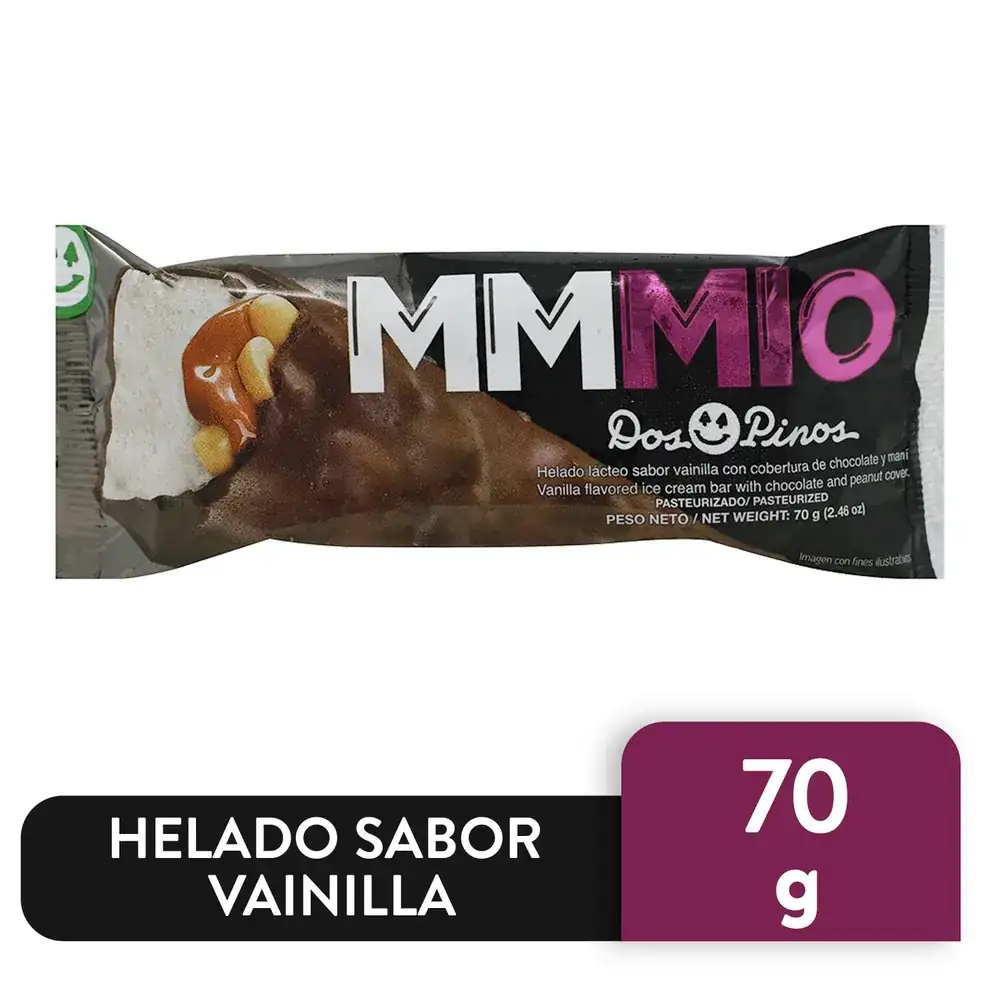 MMMIO
Dos Pinos
Helado lácteo sabor vainilla con cobertura de chocolate y maní
Vanilla flavored ice cream bar with chocolate and peanut cover.
PASTEURIZADO/ PASTEURIZED
PESO NETO / NET WEIGHT: 70 g (2.46 oz)
Imagen con fines ilustrativos
HELADO SABOR
VAINILLA
70
g